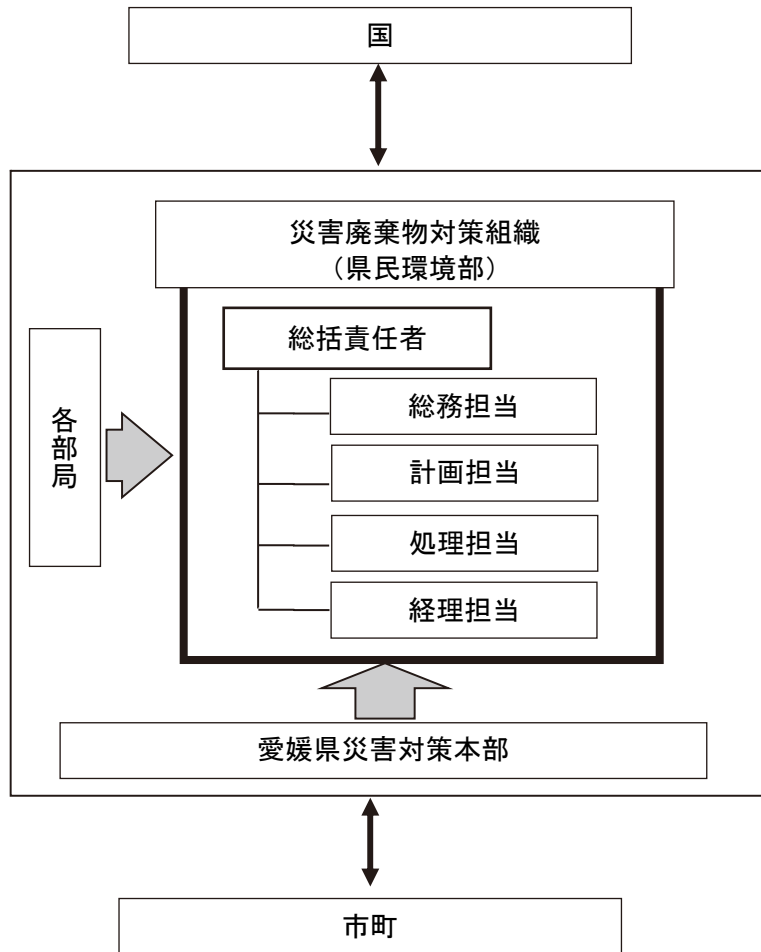 国
災害廃棄物対策組織
（県民環境部）
総括責任者
各部局
総務担当
計画担当
処理担当
経理担当
愛媛県災害対策本部
市町